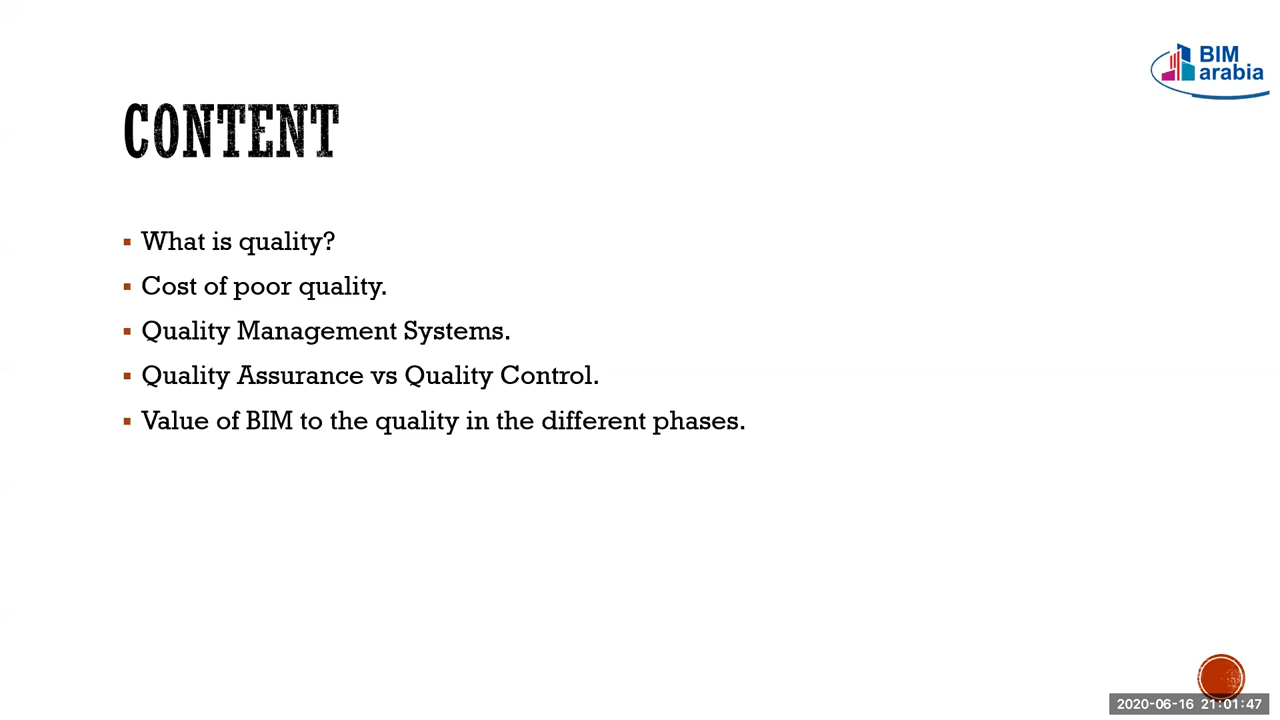 BIM
arabia
CONTENT
▪ What is quality?
▪ Cost of poor quality.
▪ Quality Management Systems.
▪ Quality Assurance vs Quality Control.
▪ Value of BIM to the quality in the different phases.
2020-06-16 21:01:47